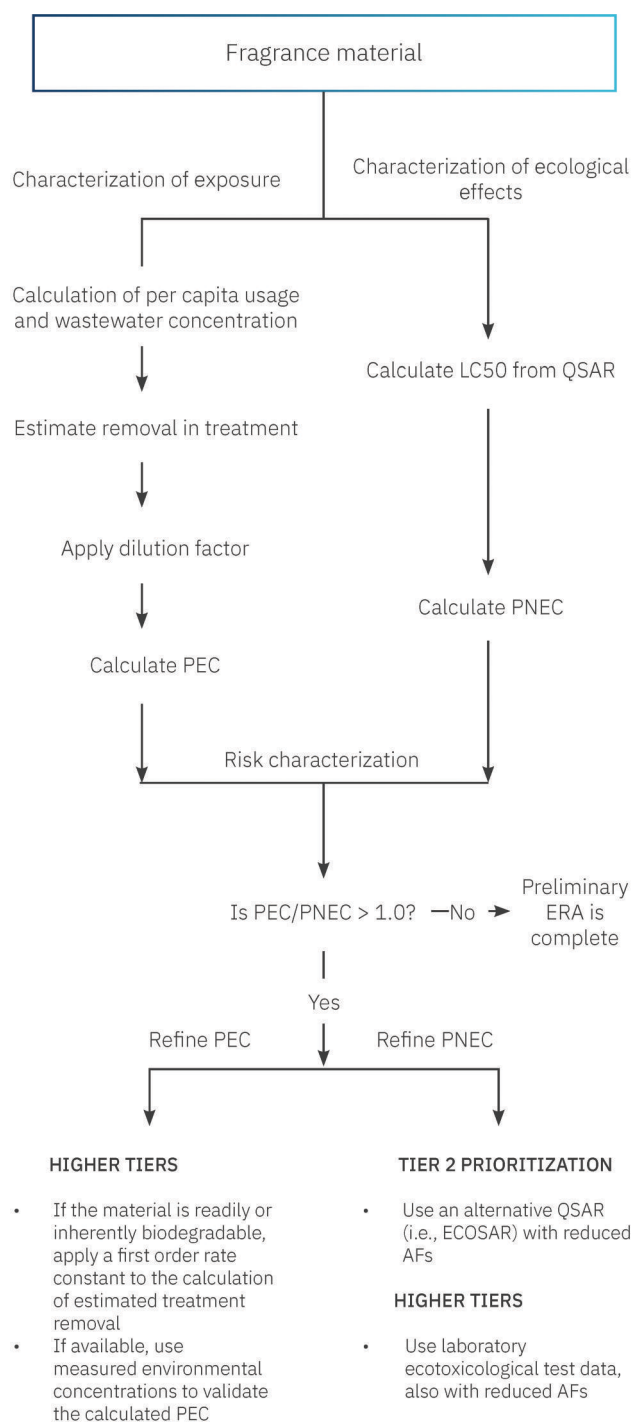 Fragrance material
Characterization of exposure
Characterization of ecological
effects
Calculation of per capita usage
and wastewater concentration
Calculate LC50 from QSAR
Estimate removal in treatment
Apply dilution factor
Calculate PNEC
Calculate PEC
Risk characterization
Is PEC/PNEC > 1.0?
No
Preliminary
ERA is
complete
Yes
Refine PEC
Refine PNEC
HIGHER TIERS
• If the material is readily or
inherently biodegradable,
apply a first order rate
constant to the calculation
of estimated treatment
removal
• If available, use
measured environmental
concentrations to validate
the calculated PEC
TIER 2 PRIORITIZATION
• Use an alternative QSAR
(i.e., ECOSAR) with reduced
AFs
HIGHER TIERS
• Use laboratory
ecotoxicological test data,
also with reduced AFs